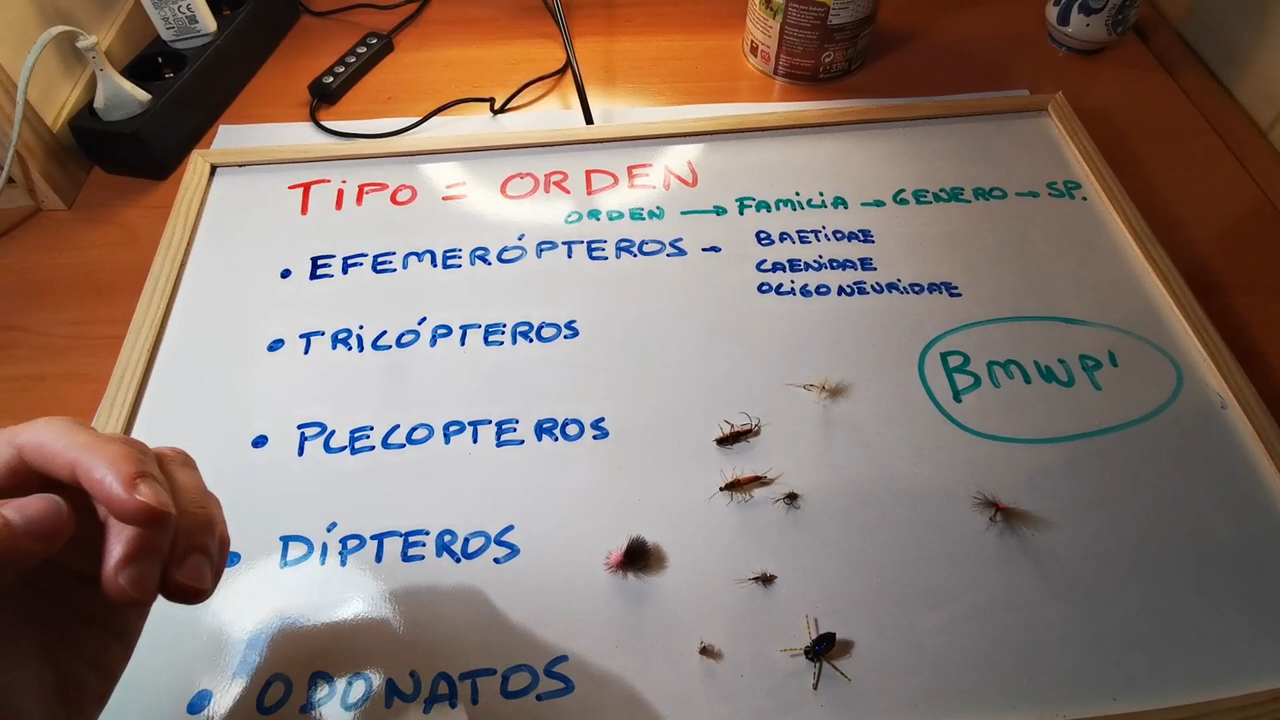 TIPO = ORDEN
ORDEN → FAMILIA → GENERO → SP.
• EFEMERÓPTEROS → BAETIDAE
CAENIDAE
OLIGONEURIDAE
• TRICÓPTEROS
BMWP'
• PLECOPTEROS
• DÍPTEROS
• ODONATOS